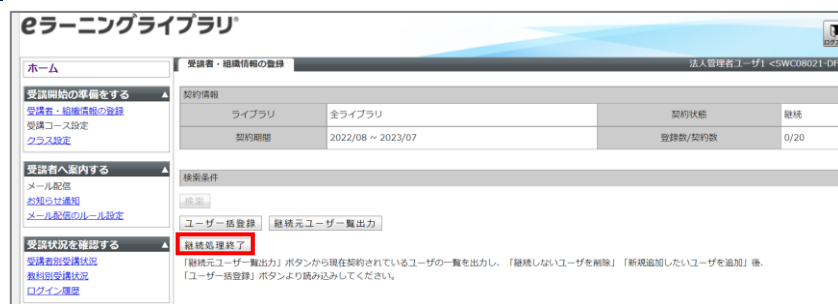 eラーニングライブラリ®
ホーム
受講開始の準備をする ▲
受講者・組織情報の登録
受講コース設定
クラス設定
受講者へ案内する ▲
メール配信
お知らせ通知
メール配信のルール設定
受講状況を確認する ▲
受講者別受講状況
教科別受講状況
ログイン履歴
受講者・組織情報の登録
法人管理者ユーザ1 <SWC08021-DF
契約情報
ライブラリ 全ライブラリ 契約状態 継続
契約期間 2022/08 ~ 2023/07 登録数/契約数 0/20
検索条件
検索
ユーザ一括登録 継続元ユーザ一覧出力
継続処理終了
「継続元ユーザ一覧出力」ボタンから現在契約されているユーザの一覧を出力し、「継続しないユーザを削除」「新規追加したいユーザを追加」後、
「ユーザ一括登録」ボタンより読み込みしてください。